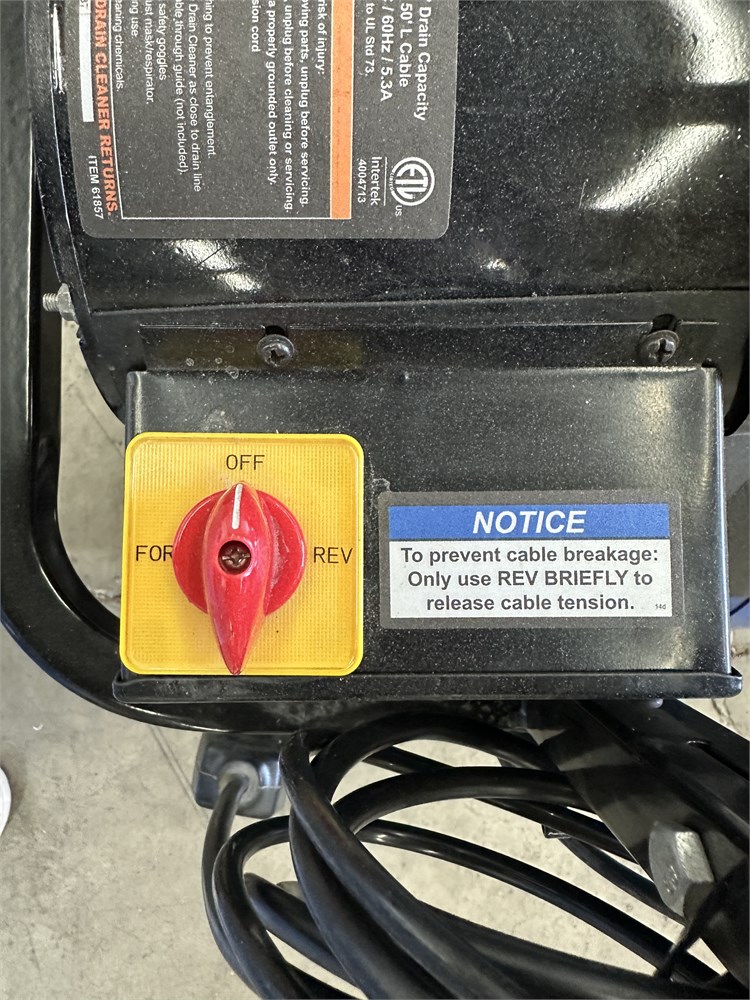 Drain Capacity
50' L Cable
/ 60Hz / 5.3A
to UL Std 73,
ETL
US
Intertek
4004713
risk of injury:
ving parts, unplug before servicing.
unplug before cleaning or servicing.
a properly grounded outlet only.
sion cord
hing to prevent entanglement.
Drain Cleaner as close to drain line
ble through guide (not included).
safety goggles
ust mask/respirator.
ing use
eaning chemicals.
DRAIN CLEANER RETURNS.
ITEM 61857
OFF
FOR
REV
NOTICE
To prevent cable breakage:
Only use REV BRIEFLY to
release cable tension.
14d